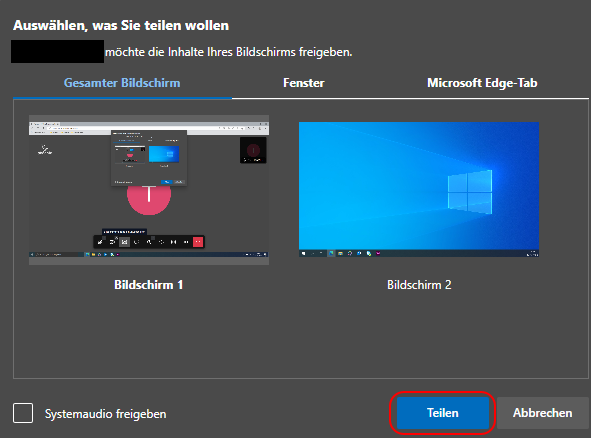 Auswählen, was Sie teilen wollen
möchte die Inhalte Ihres Bildschirms freigeben.
Gesamter Bildschirm
Fenster
Microsoft Edge-Tab
Bildschirm 1
Bildschirm 2
Systemaudio freigeben
Teilen
Abbrechen